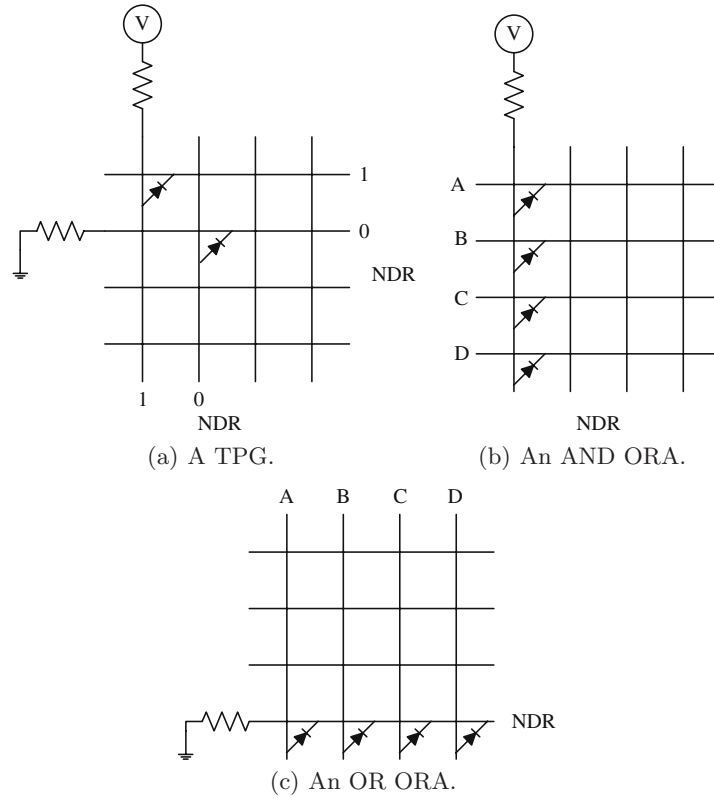 V
V
1
0
NDR
1 0
NDR
(a) A TPG.
A
B
C
D
NDR
(b) An AND ORA.
A B C D
NDR
(c) An OR ORA.